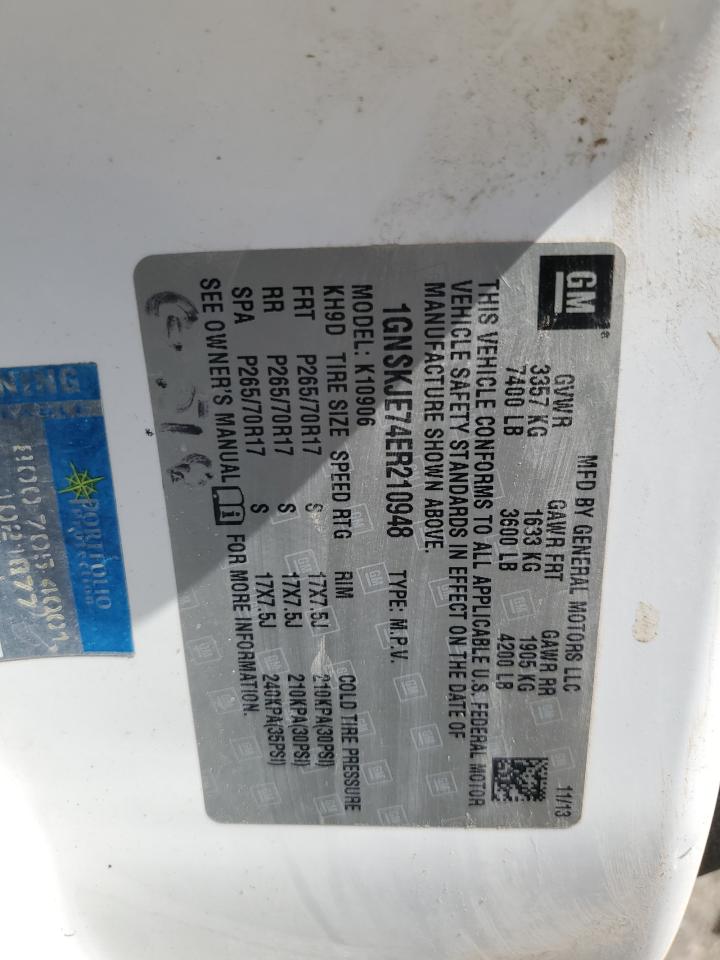 GM
MFD BY GENERAL MOTORS LLC
11/13
GVWR GAWR FRT GAWR RR
3357 KG 1633 KG 1905 KG
7400 LB 3600 LB 4200 LB
THIS VEHICLE CONFORMS TO ALL APPLICABLE U.S. FEDERAL MOTOR
VEHICLE SAFETY STANDARDS IN EFFECT ON THE DATE OF
MANUFACTURE SHOWN ABOVE.
1GNSKJE74ER210948 TYPE: M.P.V.
MODEL: K10906
KH9D TIRE SIZE SPEED RTG RIM COLD TIRE PRESSURE
FRT P265/70R17 S 17X7.5J 210KPA(30PSI)
RR P265/70R17 S 17X7.5J 210KPA(30PSI)
SPA P265/70R17 S 17X7.5J 240KPA(35PSI)
SEE OWNER'S MANUAL FOR MORE INFORMATION.
PORTFOLIO